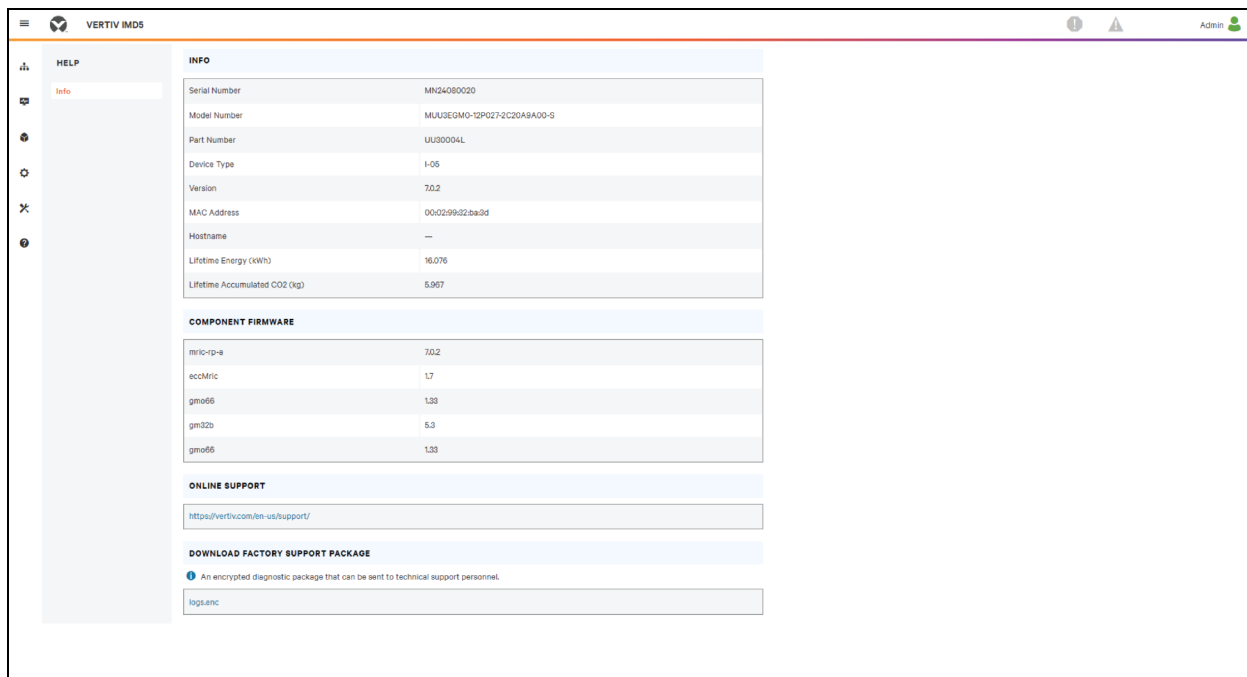 VERTIV IMD5
Admin
HELP
Info
INFO
Serial Number MN24080020
Model Number MUU3EGM0-12P027-2C20A9A00-S
Part Number UU30004L
Device Type I-05
Version 7.0.2
MAC Address 00:02:99:32:ba:3d
Hostname —
Lifetime Energy (kWh) 16.076
Lifetime Accumulated CO2 (kg) 5.967
COMPONENT FIRMWARE
mric-rp-a 7.0.2
eccMric 1.7
gmo66 1.33
gm32b 5.3
gmo66 1.33
ONLINE SUPPORT
https://vertiv.com/en-us/support/
DOWNLOAD FACTORY SUPPORT PACKAGE
An encrypted diagnostic package that can be sent to technical support personnel.
logs.enc